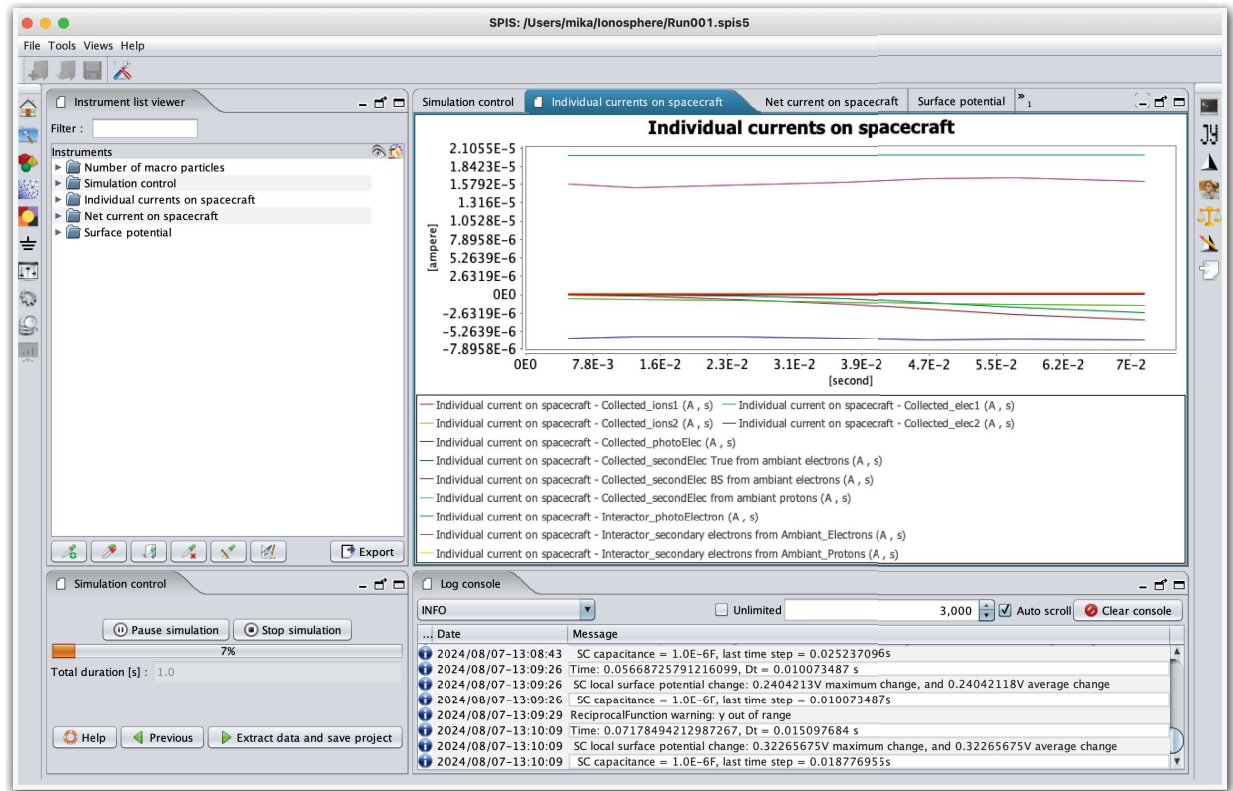 SPIS: /Users/mika/Ionosphere/Run001.spis5
File Tools Views Help
Instrument list viewer
Filter :
Instruments
Number of macro particles
Simulation control
Individual currents on spacecraft
Net current on spacecraft
Surface potential
Export
Simulation control
Pause simulation Stop simulation
7%
Total duration [s] : 1.0
Help Previous Extract data and save project
Simulation control Individual currents on spacecraft Net current on spacecraft Surface potential »1
Individual currents on spacecraft
2.1055E-5
1.8423E-5
1.5792E-5
1.316E-5
1.0528E-5
7.8958E-6
5.2639E-6
2.6319E-6
0E0
-2.6319E-6
-5.2639E-6
-7.8958E-6
[ampere]
0E0 7.8E-3 1.6E-2 2.3E-2 3.1E-2 3.9E-2 4.7E-2 5.5E-2 6.2E-2 7E-2
[second]
Individual current on spacecraft - Collected_ions1 (A , s) Individual current on spacecraft - Collected_elec1 (A , s)
Individual current on spacecraft - Collected_ions2 (A , s) Individual current on spacecraft - Collected_elec2 (A , s)
Individual current on spacecraft - Collected_photoElec (A , s)
Individual current on spacecraft - Collected_secondElec True from ambiant electrons (A , s)
Individual current on spacecraft - Collected_secondElec BS from ambient electrons (A , s)
Individual current on spacecraft - Collected_secondElec from ambiant protons (A , s)
Individual current on spacecraft - Interactor_photoElectron (A , s)
Individual current on spacecraft - Interactor_secondary electrons from Ambiant_Electrons (A , s)
Individual current on spacecraft - Interactor_secondary electrons from Ambiant_Protons (A , s)
Log console
INFO Unlimited 3,000 Auto scroll Clear console
... Date Message
2024/08/07-13:08:43 SC capacitance = 1.0E-6F, last time step = 0.025237096s
2024/08/07-13:09:26 Time: 0.05668725791216099, Dt = 0.010073487 s
2024/08/07-13:09:26 SC local surface potential change: 0.2404213V maximum change, and 0.24042118V average change
2024/08/07-13:09:26 SC capacitance = 1.0E-6F, last time step = 0.010073487s
2024/08/07-13:09:29 ReciprocalFunction warning: y out of range
2024/08/07-13:10:09 Time: 0.07178494212987267, Dt = 0.015097684 s
2024/08/07-13:10:09 SC local surface potential change: 0.32265675V maximum change, and 0.32265675V average change
2024/08/07-13:10:09 SC capacitance = 1.0E-6F, last time step = 0.018776955s
JY